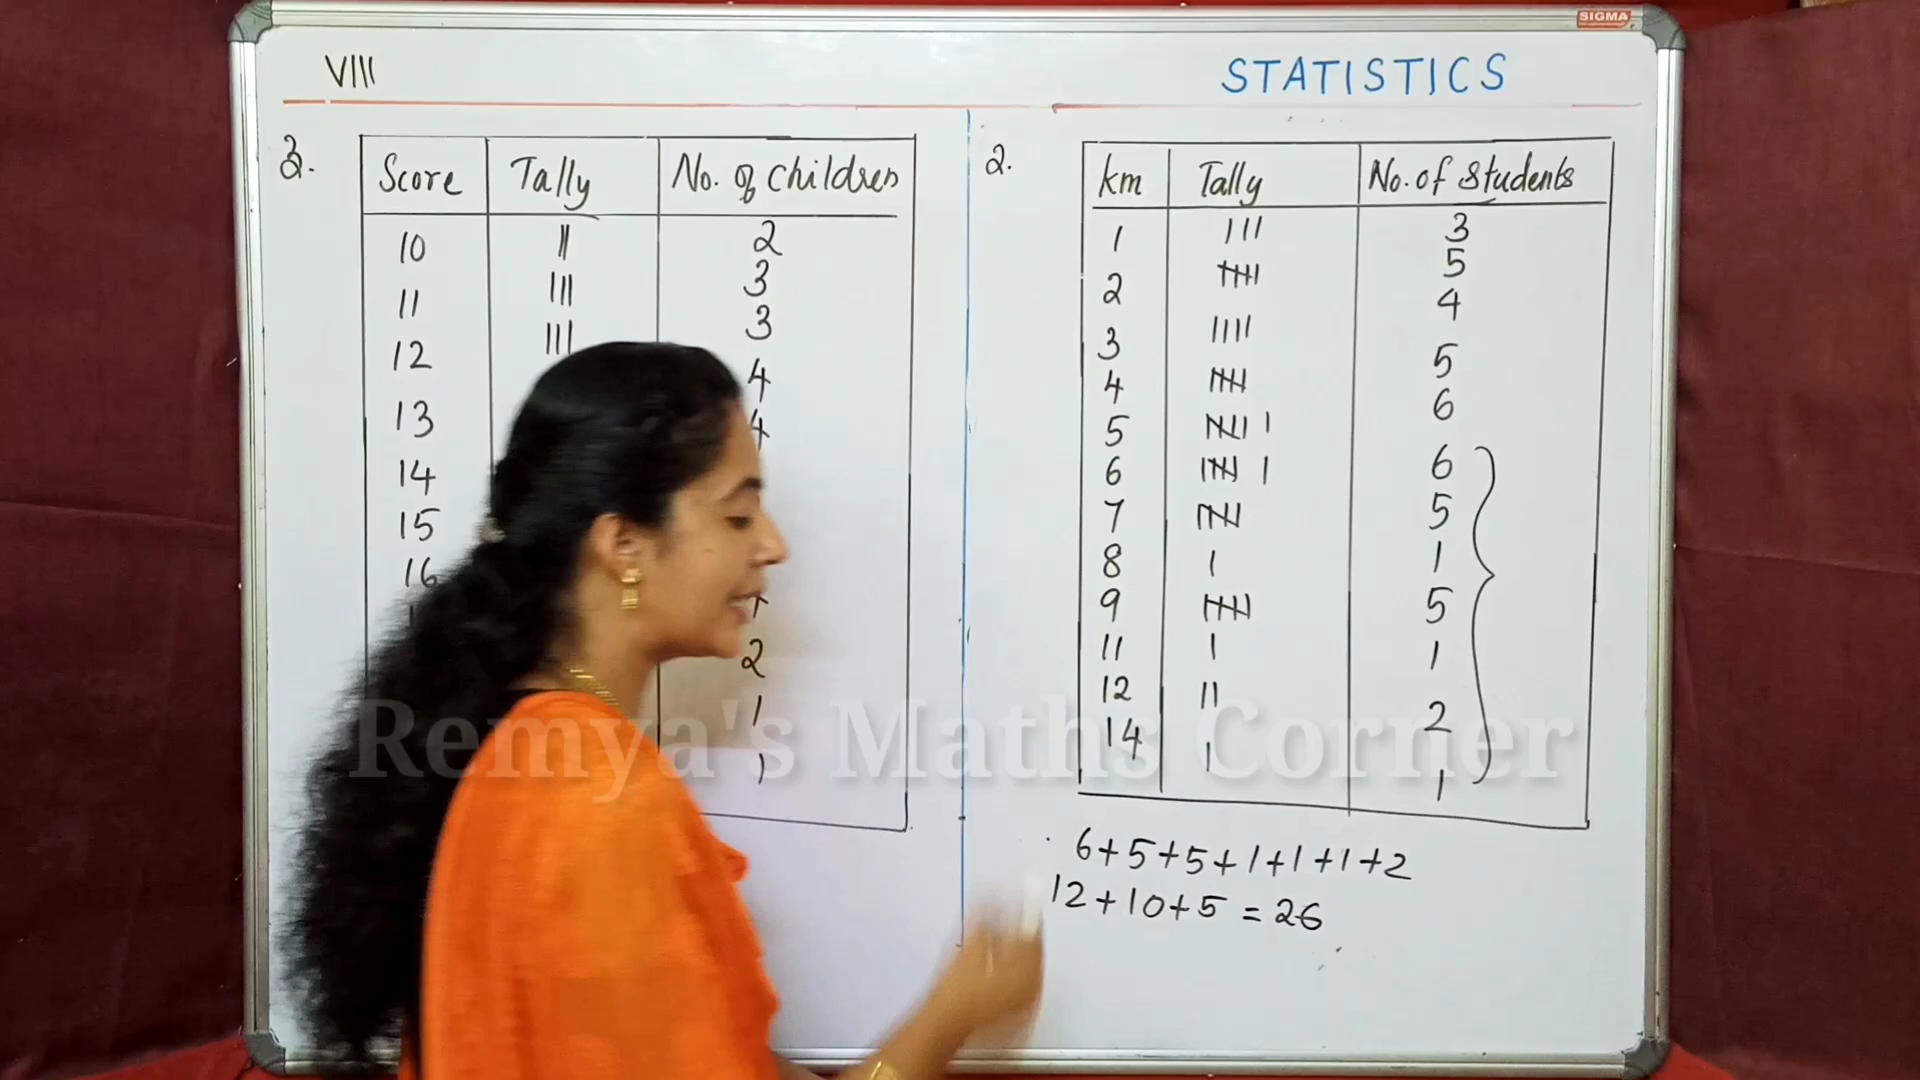 SIGMA
VIII
STATISTICS
3.
Score Tally No. of children
10 || 2
11 ||| 3
12 ||| 3
13 4
14 4
15
16
2
1
1
2.
km Tally No. of students
1 ||| 3
2 |||| 5
3 |||| 4
4 |||| 5
5 |||| | 6
6 |||| | 6
7 |||| 5
8 | 1
9 |||| 5
11 | 1
12 || 2
14 | 1
6+5+5+1+1+1+2
12+10+5 = 26
Remya's Maths Corner